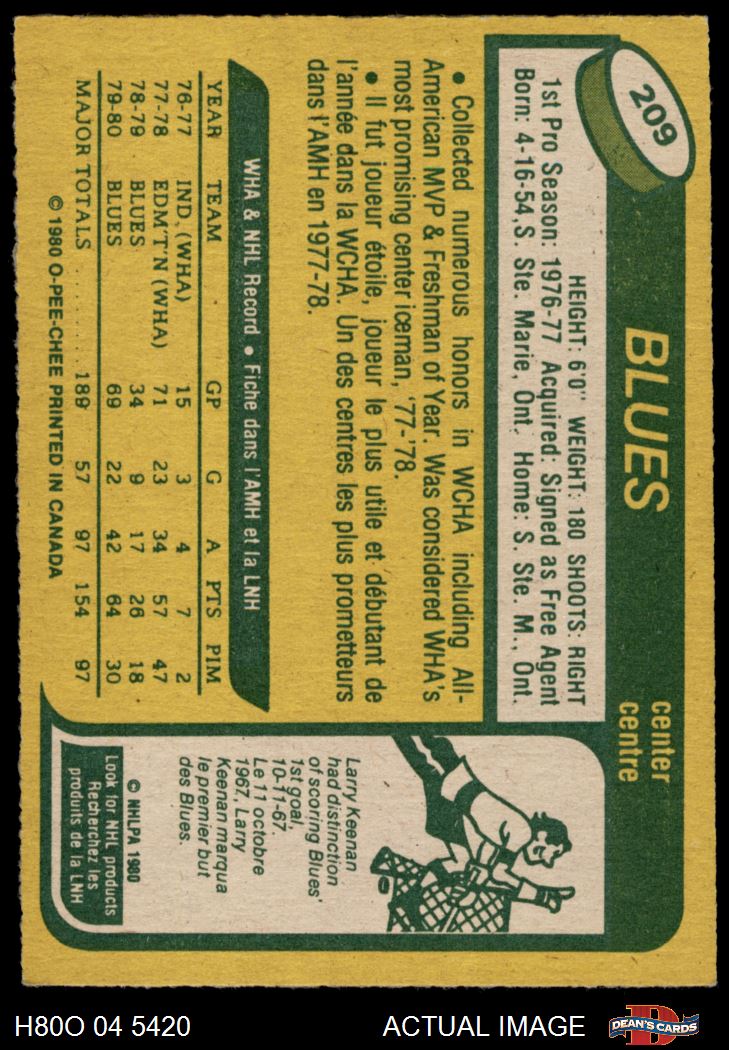 209
BLUES
center
centre
HEIGHT: 6'0" WEIGHT: 180 SHOOTS: RIGHT
1st Pro Season: 1976-77 Acquired: Signed as Free Agent
Born: 4-16-54, S. Ste. Marie, Ont. Home: S. Ste. M., Ont.
• Collected numerous honors in WCHA including All-
American MVP & Freshman of Year. Was considered WHA's
most promising center iceman, '77-'78.
• Il fut joueur étoile, joueur le plus utile et débutant de
l'année dans la WCHA. Un des centres les plus prometteurs
dans l'AMH en 1977-78.
WHA & NHL Record • Fiche dans l'AMH et la LNH
YEAR TEAM GP G A PTS PIM
76-77 IND. (WHA) 15 3 4 7 2
77-78 EDM'T'N (WHA) 71 23 34 57 47
78-79 BLUES 34 9 17 26 18
79-80 BLUES 69 22 42 64 30
MAJOR TOTALS .......... 189 57 97 154 97
© 1980 O-PEE-CHEE PRINTED IN CANADA
Larry Keenan
had distinction
of scoring Blues'
1st goal,
10-11-67.
Le 11 octobre
1967, Larry
Keenan marqua
le premier but
des Blues.
© NHLPA 1980
Look for NHL products
Recherchez les
produits de la LNH
H80O 04 5420
ACTUAL IMAGE
D
DEAN'S CARDS